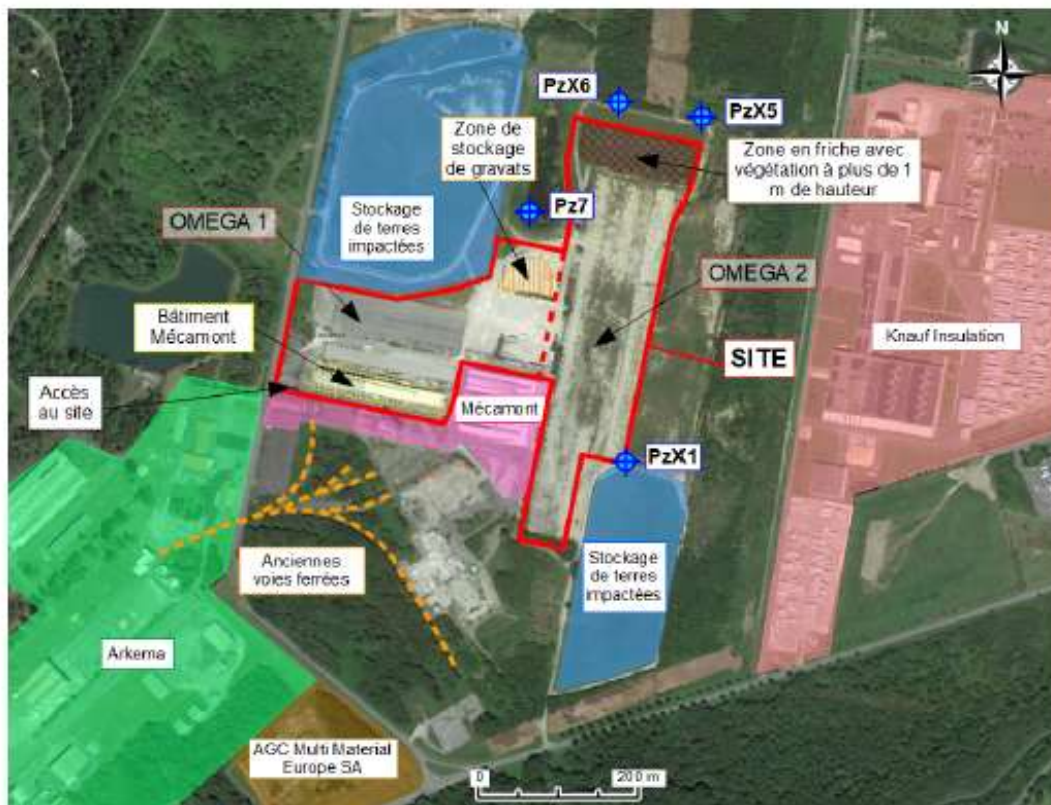 N
PzX6
PzX5
Zone de
stockage
de gravats
Zone en friche avec
végétation à plus de 1
m de hauteur
Pz7
OMEGA 1
Stockage
de terres
impactées
OMEGA 2
Bâtiment
Mécamont
Knauf Insulation
SITE
Accès
au site
Mécamont
PzX1
Anciennes
voies ferrées
Stockage
de terres
impactées
Arkema
AGC Multi Material
Europe SA
0
200 m